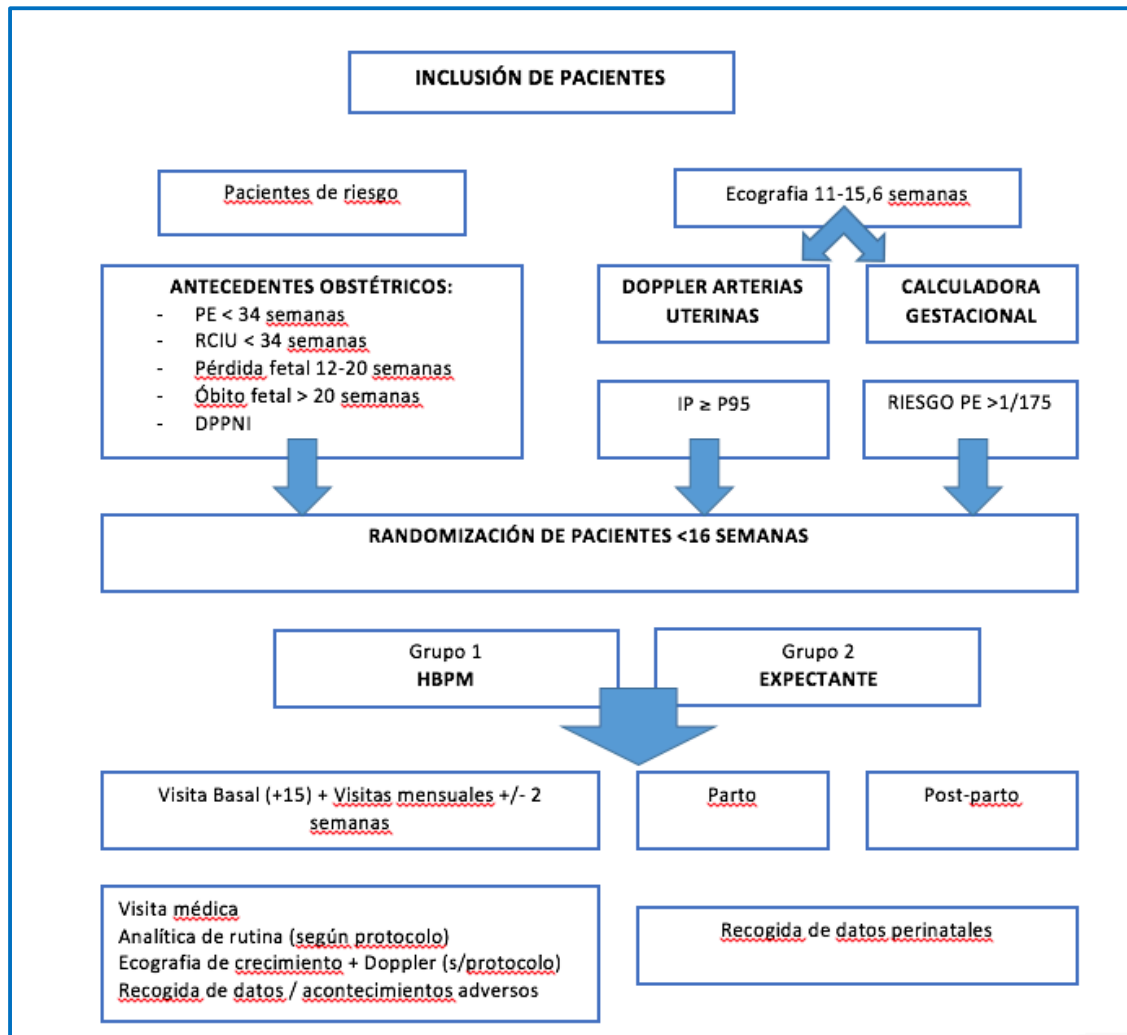 INCLUSIÓN DE PACIENTES
Pacientes de riesgo
Ecografia 11-15,6 semanas
ANTECEDENTES OBSTÉTRICOS:
- PE < 34 semanas
- RCIU < 34 semanas
- Pérdida fetal 12-20 semanas
- Óbito fetal > 20 semanas
- DPPNI
DOPPLER ARTERIAS
UTERINAS
CALCULADORA
GESTACIONAL
IP ≥ P95
RIESGO PE >1/175
RANDOMIZACIÓN DE PACIENTES <16 SEMANAS
Grupo 1
HBPM
Grupo 2
EXPECTANTE
Visita Basal (+15) + Visitas mensuales +/- 2
semanas
Parto
Post-parto
Visita médica
Analítica de rutina (según protocolo)
Ecografia de crecimiento + Doppler (s/protocolo)
Recogida de datos / acontecimientos adversos
Recogida de datos perinatales